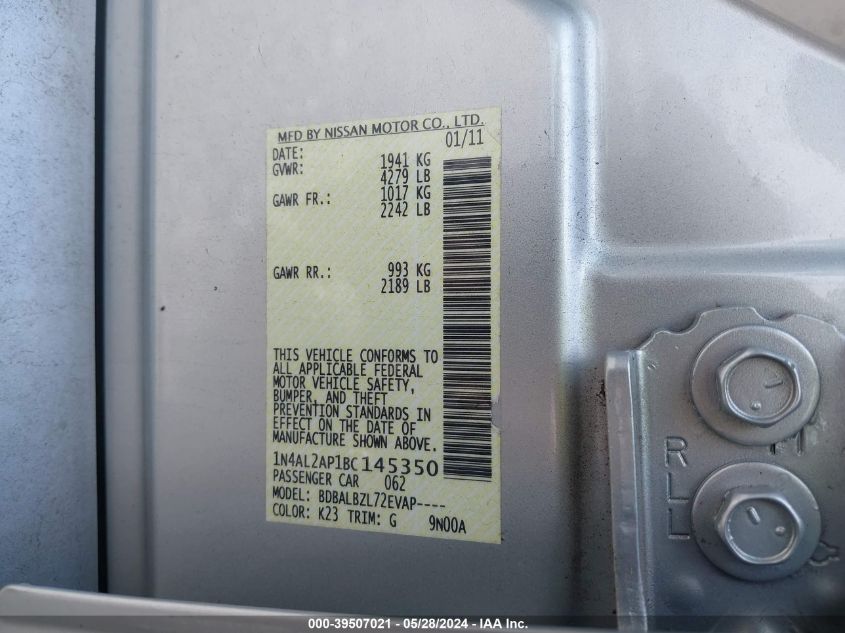 MFD BY NISSAN MOTOR CO., LTD.
DATE: 01/11
GVWR: 1941 KG
4279 LB
GAWR FR.: 1017 KG
2242 LB
GAWR RR.: 993 KG
2189 LB
THIS VEHICLE CONFORMS TO
ALL APPLICABLE FEDERAL
MOTOR VEHICLE SAFETY,
BUMPER, AND THEFT
PREVENTION STANDARDS IN
EFFECT ON THE DATE OF
MANUFACTURE SHOWN ABOVE.
1N4AL2AP1BC145350
PASSENGER CAR 062
MODEL: BDBALBZL72EVAP----
COLOR: K23 TRIM: G 9N00A
R
L
L
000-39507021 - 05/28/2024 - IAA Inc.